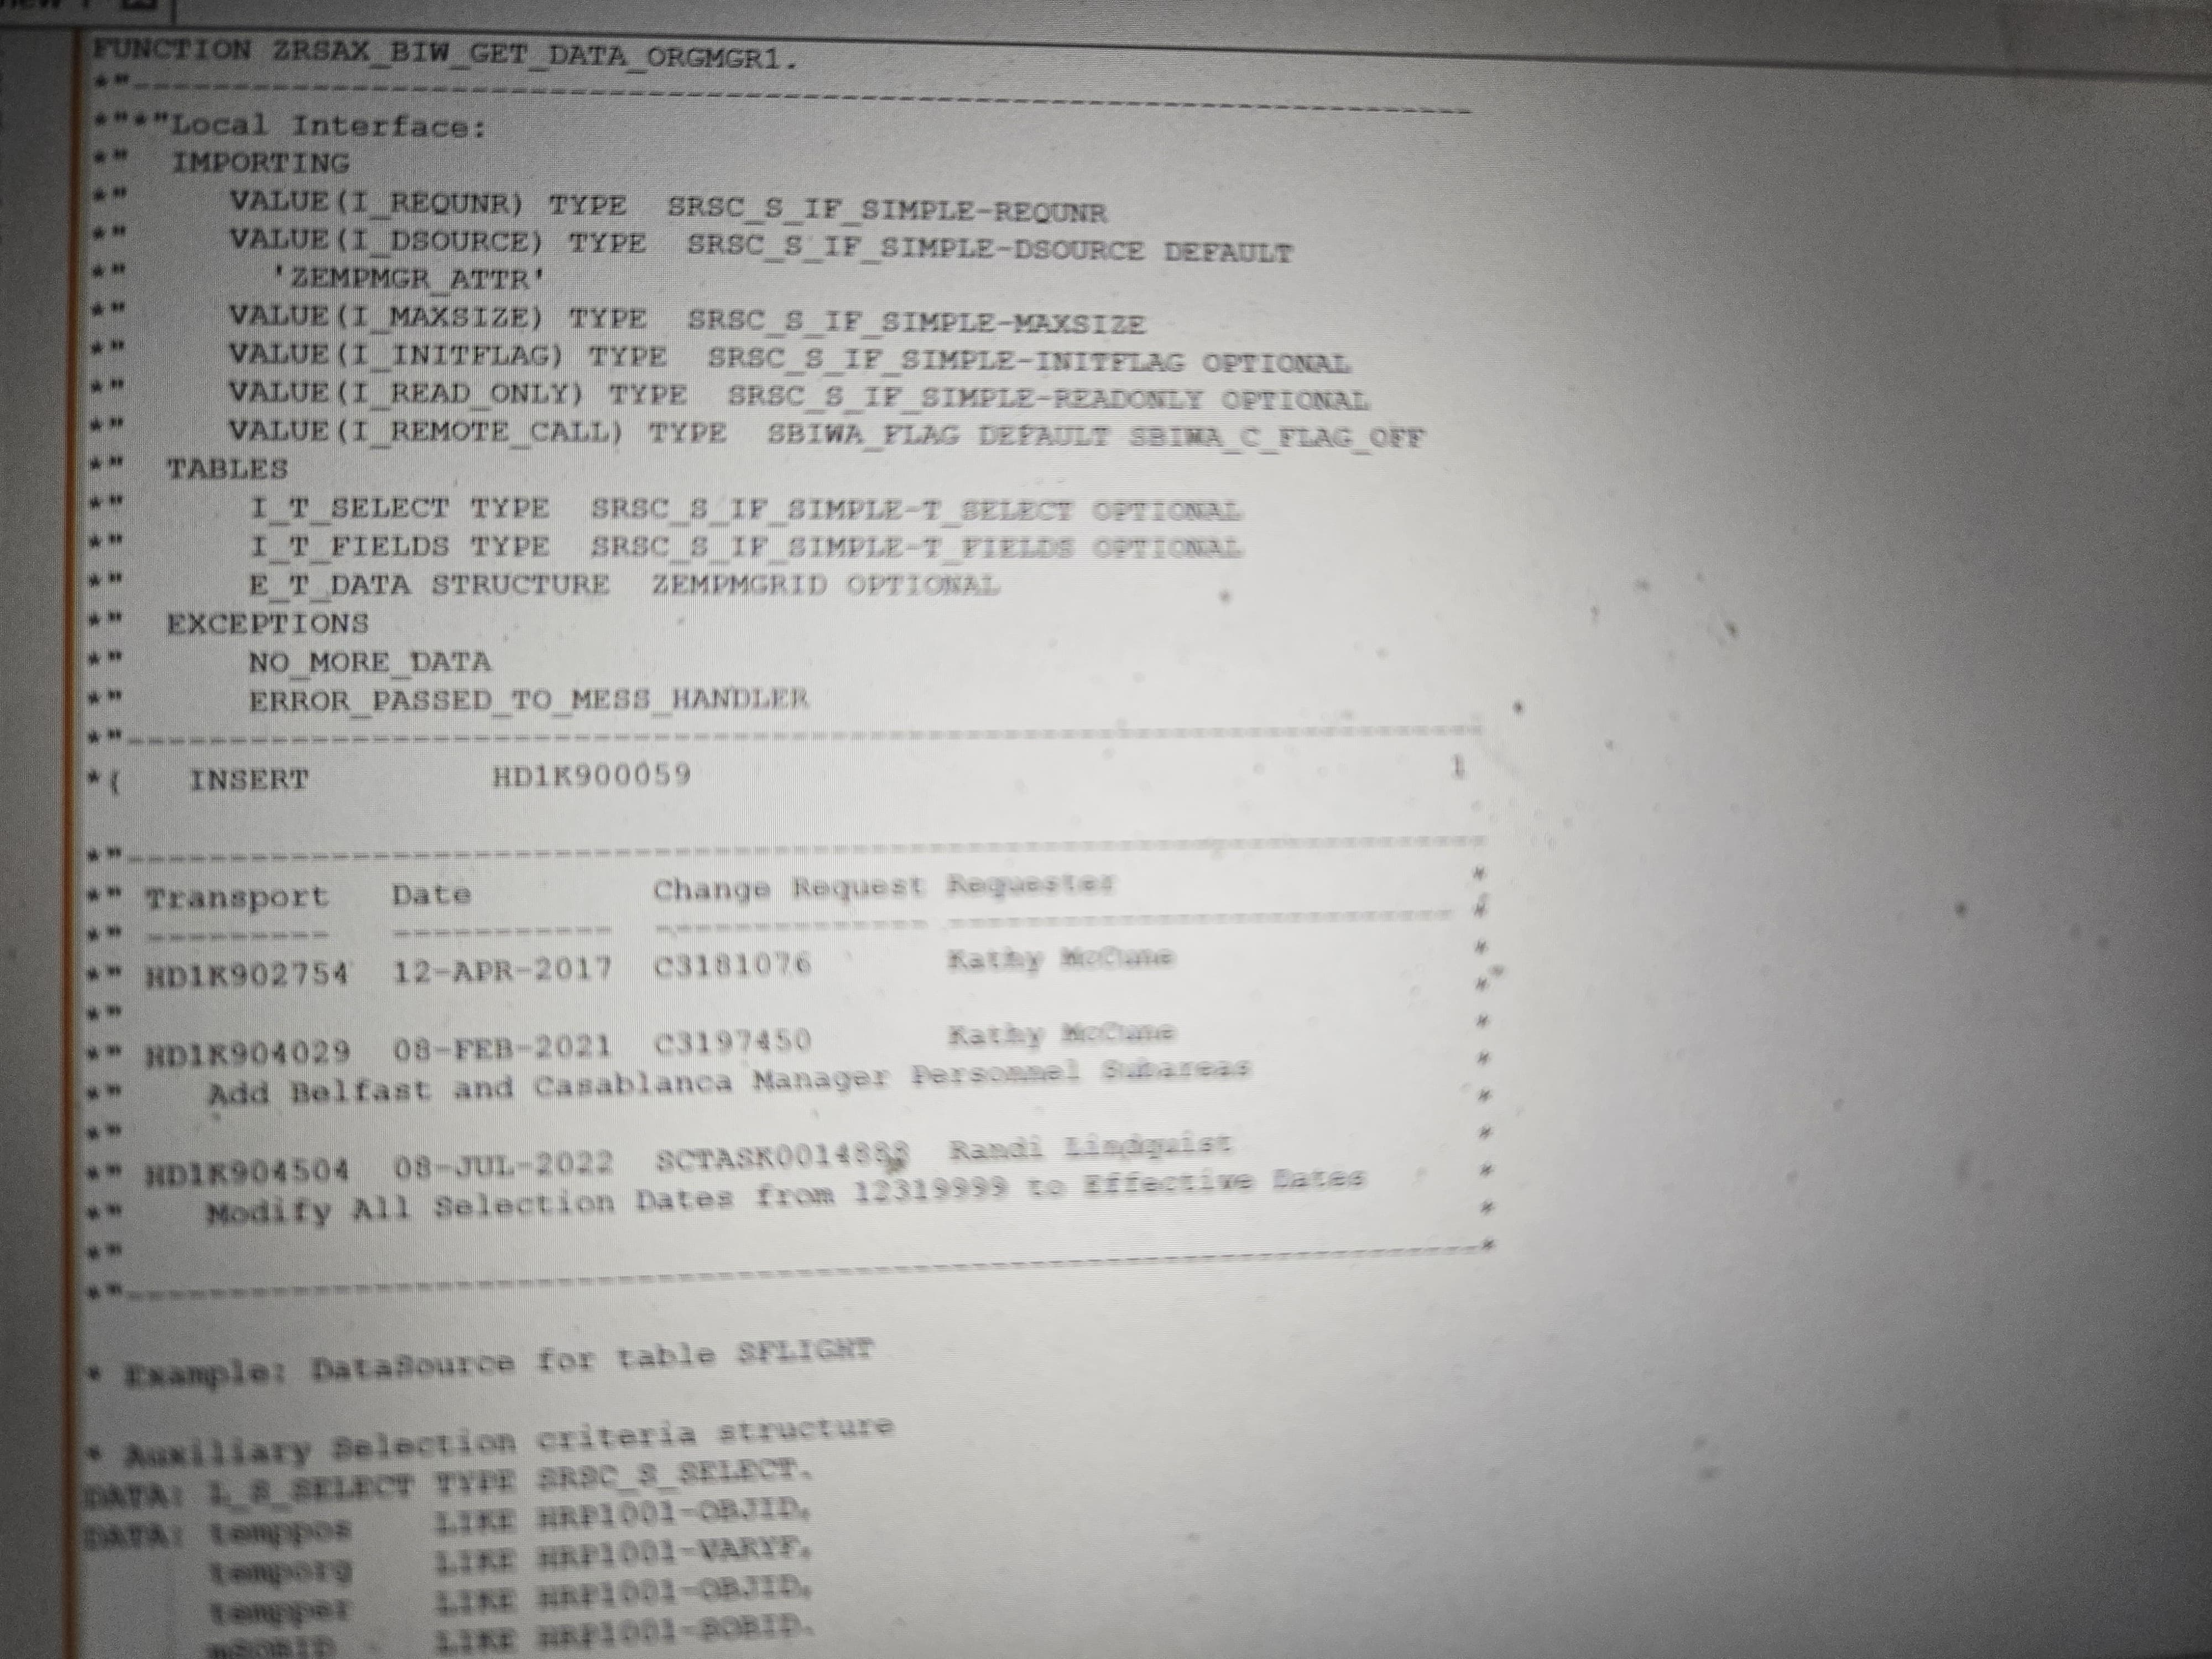 FUNCTION ZRSAX_BIW_GET_DATA_ORGMGR1.
*"----------------------------------------------------------------------
*"*"Local Interface:
*"  IMPORTING
*"     VALUE(I_REQUNR) TYPE  SRSC_S_IF_SIMPLE-REQUNR
*"     VALUE(I_DSOURCE) TYPE  SRSC_S_IF_SIMPLE-DSOURCE DEFAULT
*"       'ZEMPMGR_ATTR'
*"     VALUE(I_MAXSIZE) TYPE  SRSC_S_IF_SIMPLE-MAXSIZE
*"     VALUE(I_INITFLAG) TYPE  SRSC_S_IF_SIMPLE-INITFLAG OPTIONAL
*"     VALUE(I_READ_ONLY) TYPE  SRSC_S_IF_SIMPLE-READONLY OPTIONAL
*"     VALUE(I_REMOTE_CALL) TYPE  SBIWA_FLAG DEFAULT SBIWA_C_FLAG_OFF
*"  TABLES
*"      I_T_SELECT TYPE  SRSC_S_IF_SIMPLE-T_SELECT OPTIONAL
*"      I_T_FIELDS TYPE  SRSC_S_IF_SIMPLE-T_FIELDS OPTIONAL
*"      E_T_DATA STRUCTURE  ZEMPMGRID OPTIONAL
*"  EXCEPTIONS
*"      NO_MORE_DATA
*"      ERROR_PASSED_TO_MESS_HANDLER
*"----------------------------------------------------------------------
*{   INSERT         HD1K900059                                     1
*"----------------------------------------------------------------------
*" Transport   Date         Change Request Requester                 *
*" ---------   -----------  -------------- ------------------------- *
*" HD1K902754  12-APR-2017  C3181076       Kathy McCune              *
*"                                                                   *
*" HD1K904029  08-FEB-2021  C3197450       Kathy McCune              *
*"    Add Belfast and Casablanca Manager Personnel Subareas          *
*"                                                                   *
*" HD1K904504  08-JUL-2022  SCTASK0014888  Randi Lindquist           *
*"    Modify All Selection Dates from 12319999 to Effective Dates    *
*"                                                                   *
*"-------------------------------------------------------------------*
* Example: DataSource for table SFLIGHT
* Auxiliary Selection criteria structure
DATA: L_S_SELECT TYPE SRSC_S_SELECT.
DATA: temppos    LIKE HRP1001-OBJID,
      temporg    LIKE HRP1001-VARYF,
      tempper    LIKE HRP1001-OBJID,
      LIKE HRP1001-SOBID,